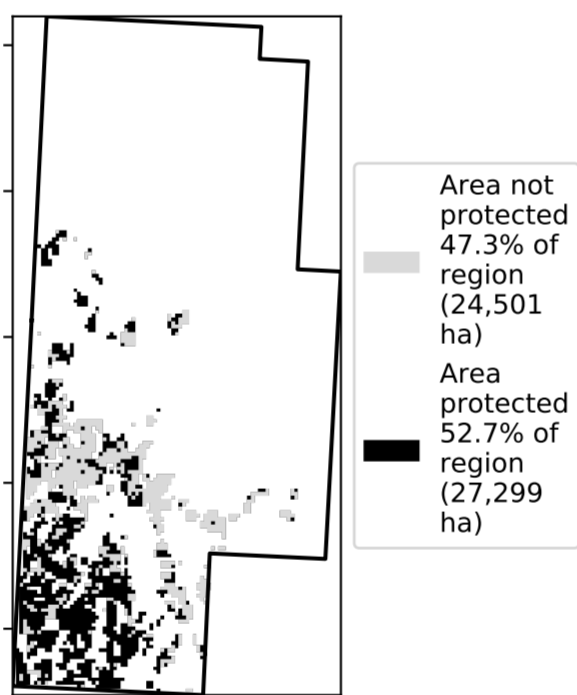 Area not
protected
47.3% of
region
(24,501
ha)
Area
protected
52.7% of
region
(27,299
ha)